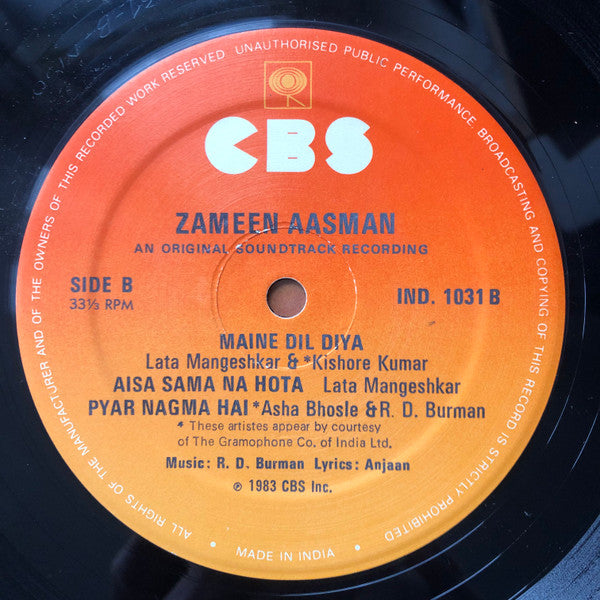 ALL RIGHTS OF THE MANUFACTURER AND OF THE OWNERS OF THIS RECORDED WORK RESERVED UNAUTHORISED PUBLIC PERFORMANCE BROADCASTING AND COPYING OF THIS RECORD IS STRICTLY PROHIBITED
CBS
ZAMEEN AASMAN
AN ORIGINAL SOUNDTRACK RECORDING
SIDE B
33⅓ RPM
IND. 1031 B
MAINE DIL DIYA
Lata Mangeshkar & *Kishore Kumar
AISA SAMA NA HOTA Lata Mangeshkar
PYAR NAGMA HAI *Asha Bhosle & R. D. Burman
* These artistes appear by courtesy
of The Gramophone Co. of India Ltd.
Music: R. D. Burman Lyrics: Anjaan
℗ 1983 CBS Inc.
MADE IN INDIA